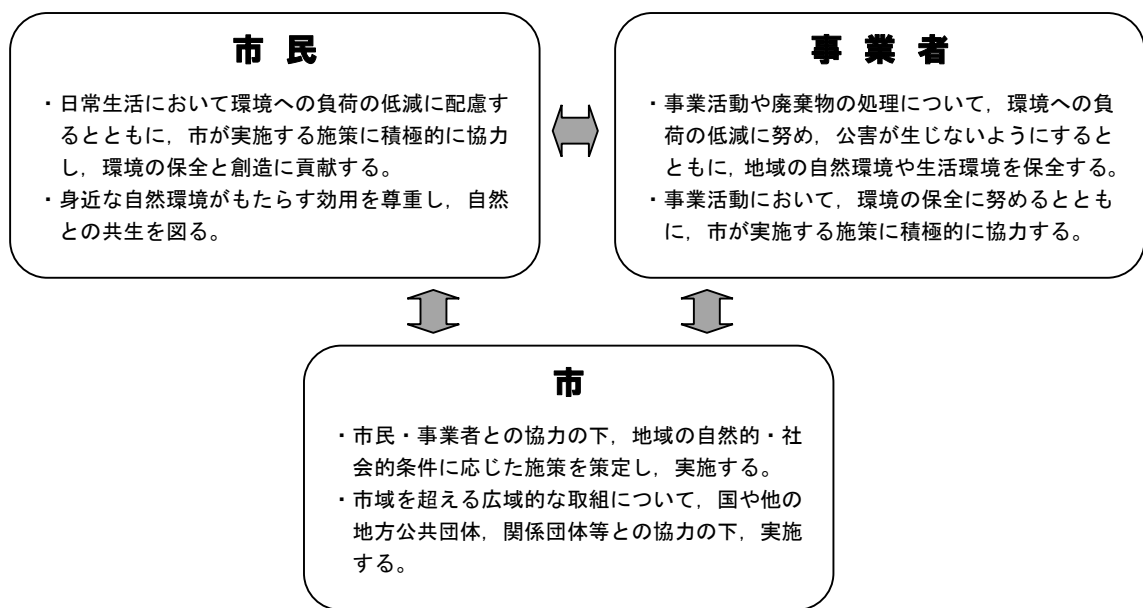 市 民
・日常生活において環境への負荷の低減に配慮す
るとともに，市が実施する施策に積極的に協力
し，環境の保全と創造に貢献する。
・身近な自然環境がもたらす効用を尊重し，自然
との共生を図る。
事 業 者
・事業活動や廃棄物の処理について，環境への負
荷の低減に努め，公害が生じないようにすると
ともに，地域の自然環境や生活環境を保全する。
・事業活動において，環境の保全に努めるととも
に，市が実施する施策に積極的に協力する。
市
・市民・事業者との協力の下，地域の自然的・社
会的条件に応じた施策を策定し，実施する。
・市域を超える広域的な取組について，国や他の
地方公共団体，関係団体等との協力の下，実施
する。